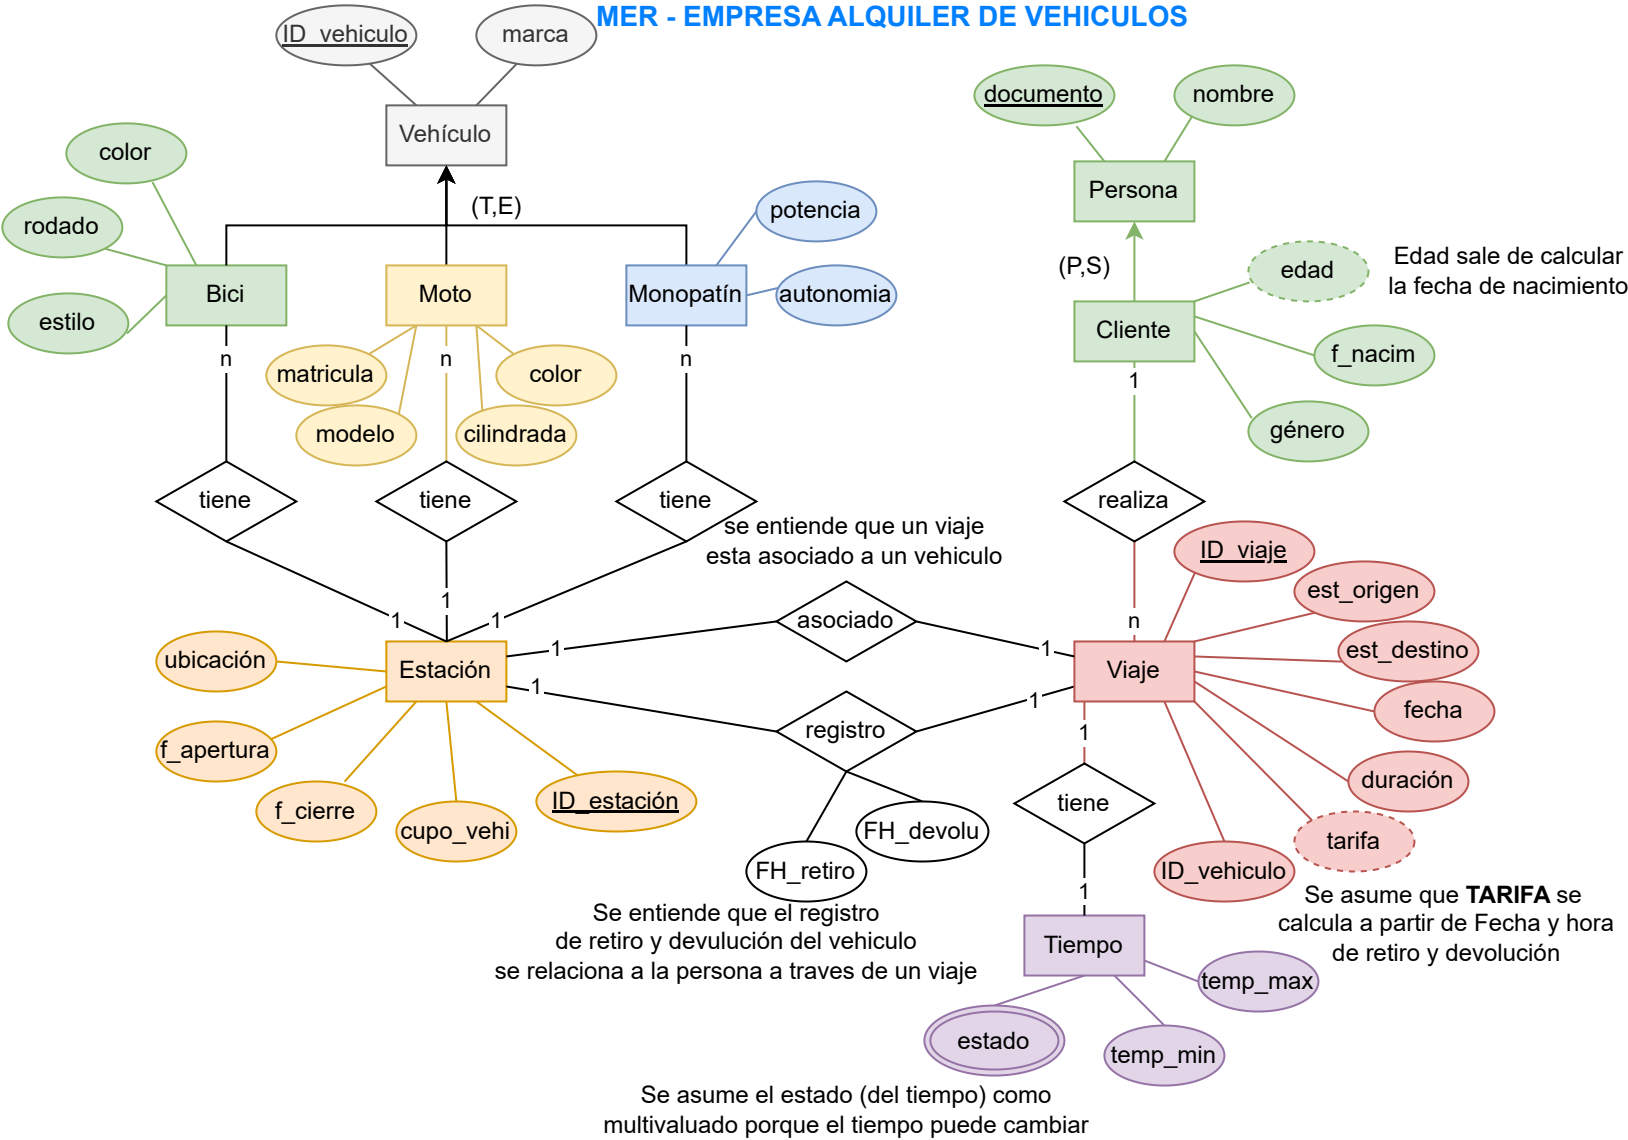 MER - EMPRESA ALQUILER DE VEHICULOS
ID_vehiculo
marca
Vehículo
documento
nombre
Persona
color
rodado
estilo
(T,E)
potencia
autonomia
Bici
Moto
Monopatín
(P,S)
edad
Edad sale de calcular
la fecha de nacimiento
Cliente
f_nacim
género
n
n
n
1
matricula
color
modelo
cilindrada
tiene
tiene
tiene
realiza
se entiende que un viaje
esta asociado a un vehiculo
ID_viaje
est_origen
est_destino
fecha
duración
tarifa
ID_vehiculo
1
1
1
n
1
asociado
1
Estación
Viaje
1
registro
1
1
ubicación
f_apertura
f_cierre
cupo_vehi
ID_estación
FH_devolu
FH_retiro
tiene
1
Se entiende que el registro
de retiro y devulución del vehiculo
se relaciona a la persona a traves de un viaje
Se asume que TARIFA se
calcula a partir de Fecha y hora
de retiro y devolución
Tiempo
temp_max
estado
temp_min
Se asume el estado (del tiempo) como
multivaluado porque el tiempo puede cambiar